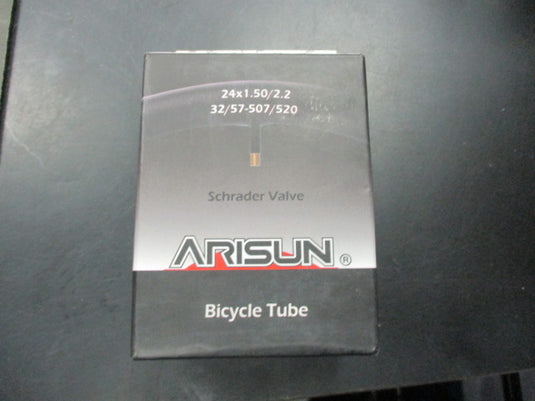 24x1.50/2.2
32/57-507/520
Schrader Valve
ARISUN®
Bicycle Tube